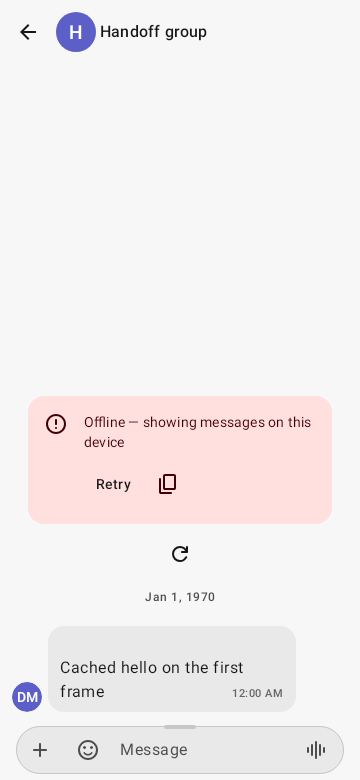 H
Handoff group
Offline — showing messages on this
device
Retry
Jan 1, 1970
Cached hello on the first
frame
12:00 AM
DM
Message